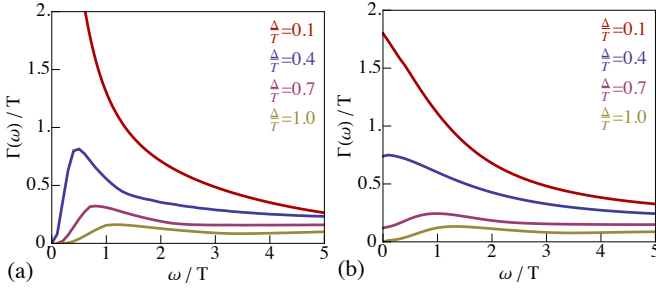 2.
1.5
1
0.5
0
Γ(ω) / T
Δ/T=0.1
Δ/T=0.4
Δ/T=0.7
Δ/T=1.0
0 1 2 3 4 5
ω / T
(a)
2.
1.5
1
0.5
0
Γ(ω) / T
Δ/T=0.1
Δ/T=0.4
Δ/T=0.7
Δ/T=1.0
0 1 2 3 4 5
ω / T
(b)